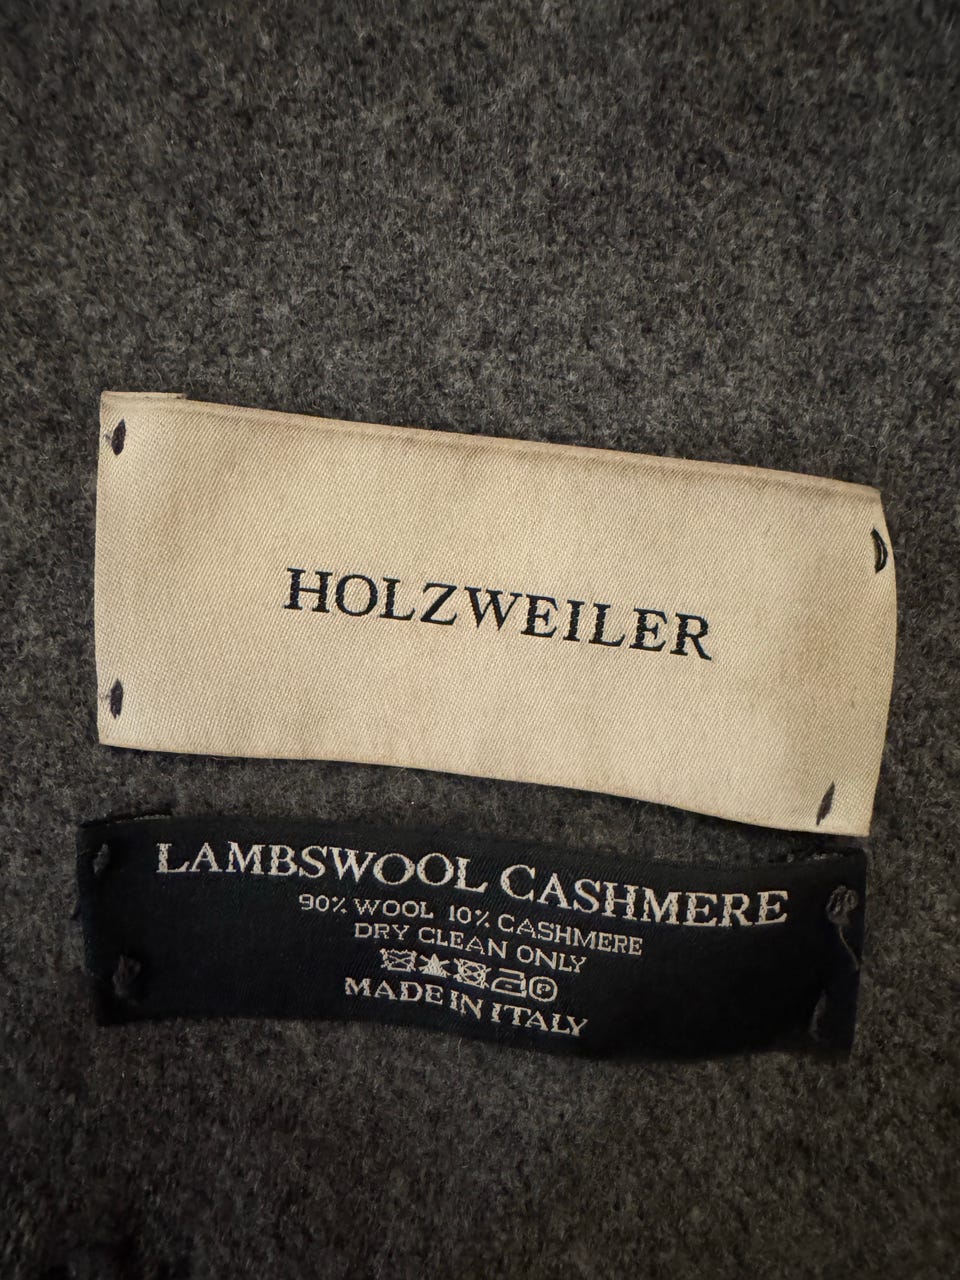 HOLZWEILER
LAMBSWOOL CASHMERE
90% WOOL 10% CASHMERE
DRY CLEAN ONLY
P
MADE IN ITALY